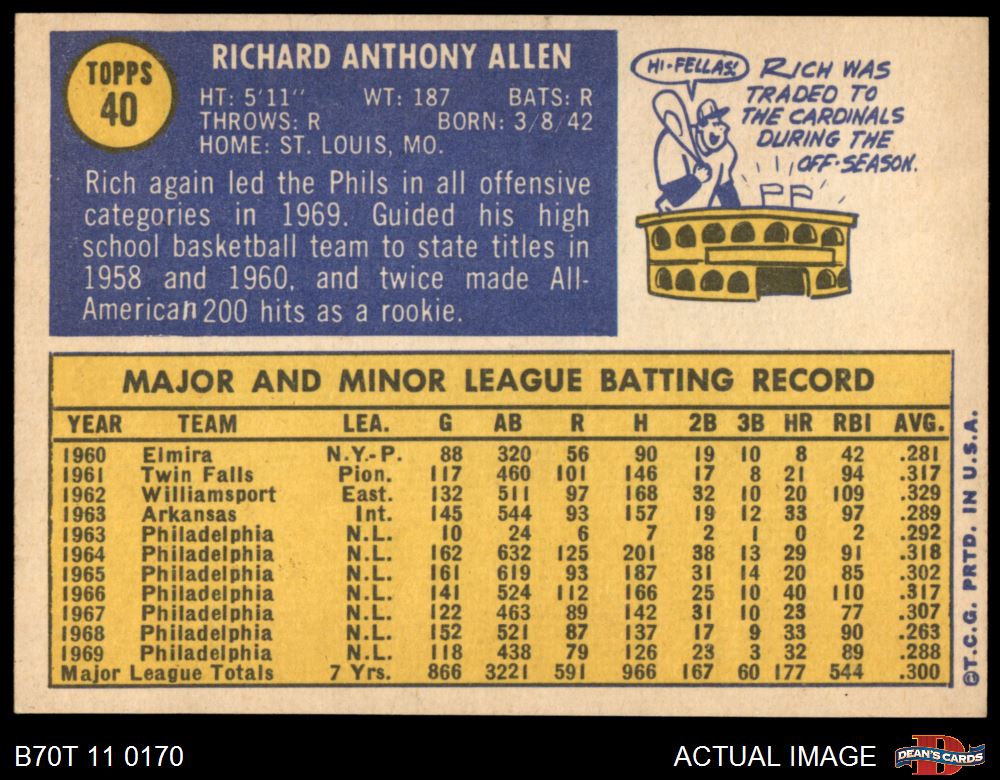 TOPPS
40
RICHARD ANTHONY ALLEN
HT: 5'11" WT: 187 BATS: R
THROWS: R BORN: 3/8/42
HOME: ST. LOUIS, MO.
Rich again led the Phils in all offensive
categories in 1969. Guided his high
school basketball team to state titles in
1958 and 1960, and twice made All-
American 200 hits as a rookie.
HI-FELLAS!
RICH WAS
TRADED TO
THE CARDINALS
DURING THE
OFF-SEASON.
MAJOR AND MINOR LEAGUE BATTING RECORD
YEAR TEAM LEA. G AB R H 2B 3B HR RBI AVG.
1960 Elmira N.Y.-P. 88 320 56 90 19 10 8 42 .281
1961 Twin Falls Pion. 117 460 101 146 17 8 21 94 .317
1962 Williamsport East. 132 511 97 168 32 10 20 109 .329
1963 Arkansas Int. 145 544 93 157 19 12 33 97 .289
1963 Philadelphia N.L. 10 24 6 7 2 1 0 2 .292
1964 Philadelphia N.L. 162 632 125 201 38 13 29 91 .318
1965 Philadelphia N.L. 161 619 93 187 31 14 20 85 .302
1966 Philadelphia N.L. 141 524 112 166 25 10 40 110 .317
1967 Philadelphia N.L. 122 463 89 142 31 10 23 77 .307
1968 Philadelphia N.L. 152 521 87 137 17 9 33 90 .263
1969 Philadelphia N.L. 118 438 79 126 23 3 32 89 .288
Major League Totals 7 Yrs. 866 3221 591 966 167 60 177 544 .300
©T.C.G. PRTD. IN U.S.A.
B70T 11 0170
ACTUAL IMAGE
DEAN'S CARDS